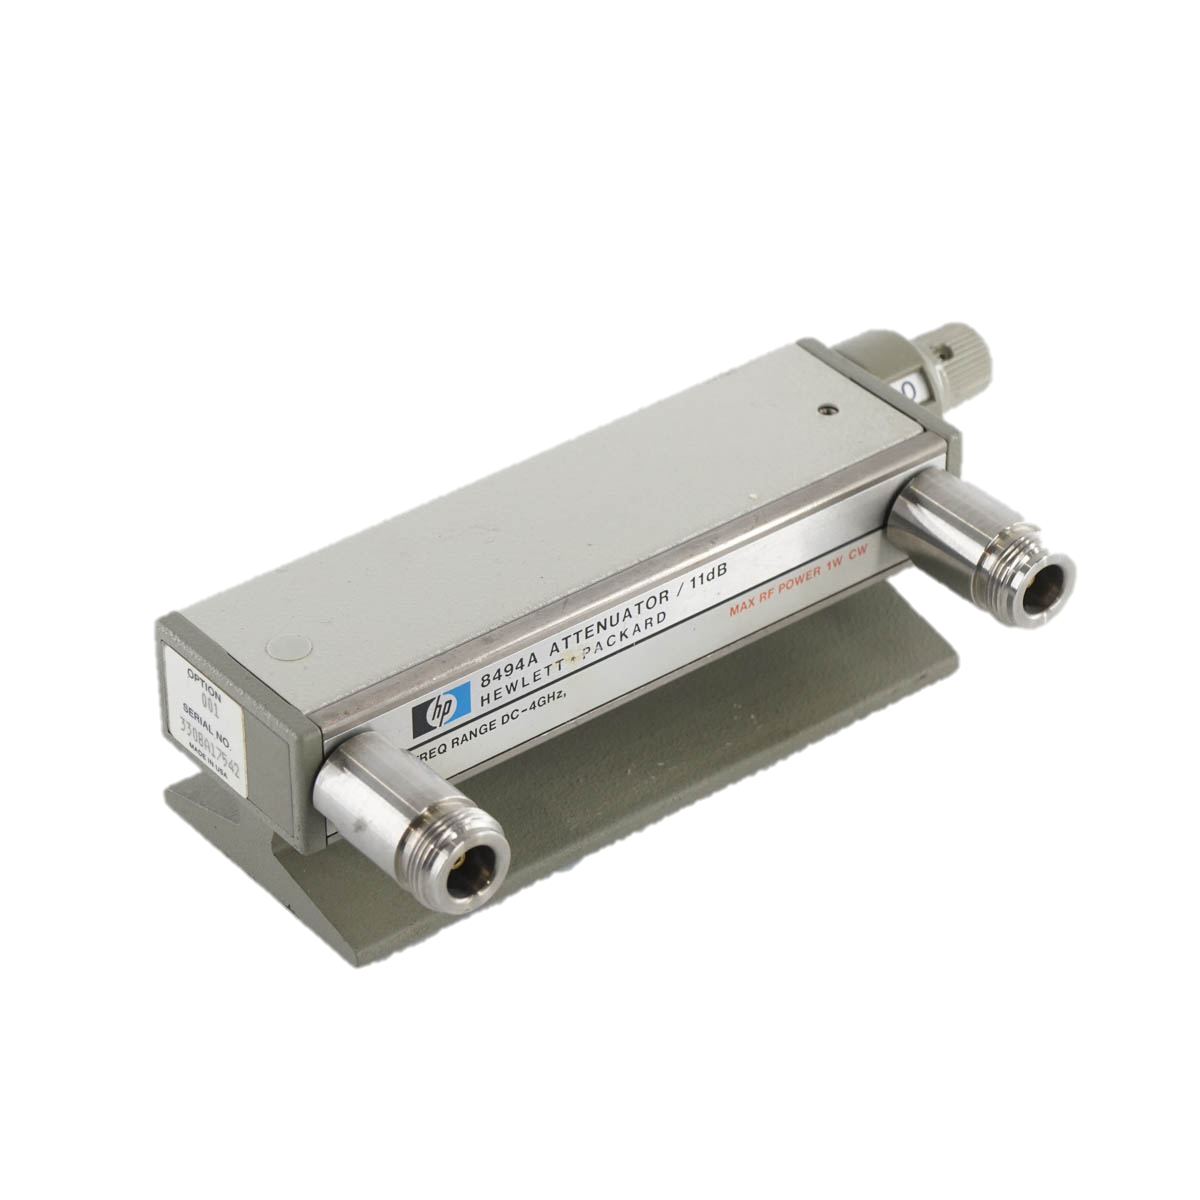 0
hp
8494A ATTENUATOR / 11dB
HEWLETT • PACKARD
FREQ RANGE DC-4GHz,
MAX RF POWER 1W CW
OPTION
001
SERIAL NO.
3308A17542
MADE IN USA